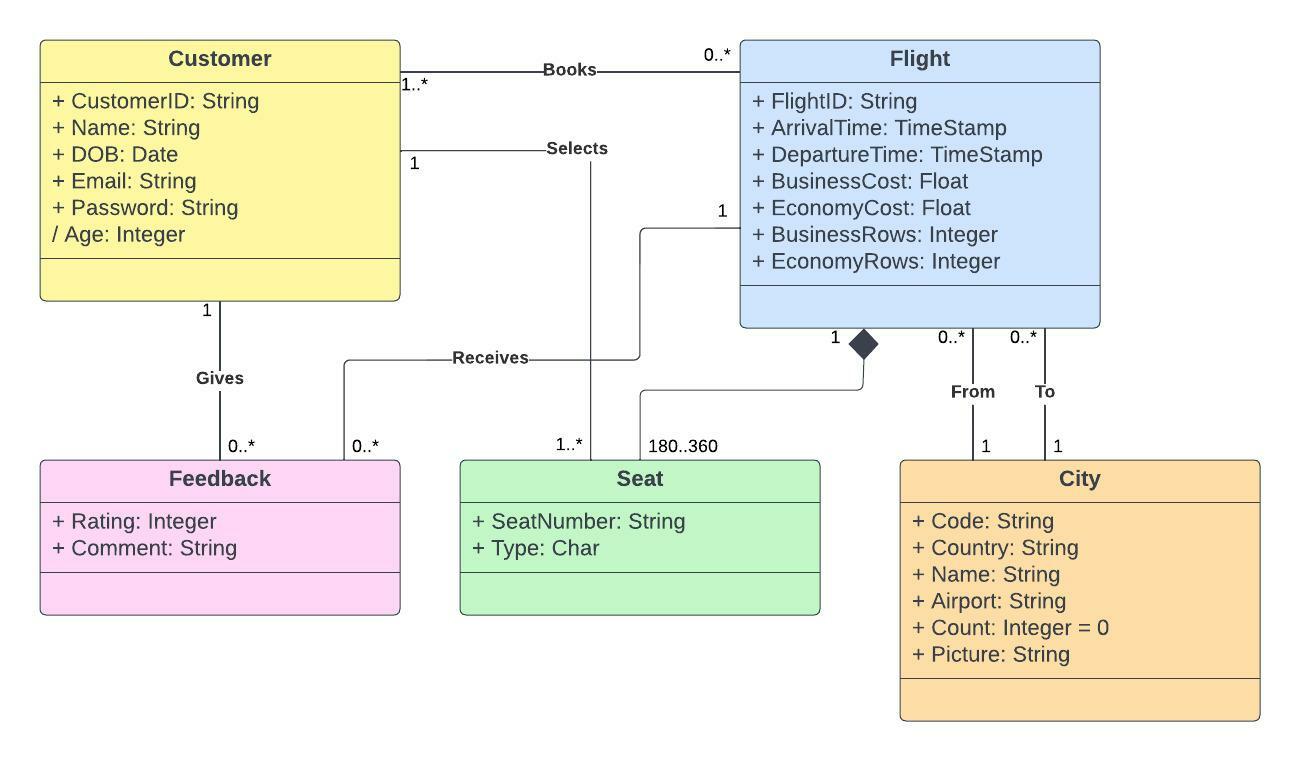 Customer
+ CustomerID: String
+ Name: String
+ DOB: Date
+ Email: String
+ Password: String
/ Age: Integer
1..*
Books
0..*
1
Selects
1..*
Flight
+ FlightID: String
+ ArrivalTime: TimeStamp
+ DepartureTime: TimeStamp
+ BusinessCost: Float
+ EconomyCost: Float
+ BusinessRows: Integer
+ EconomyRows: Integer
1
Receives
0..*
1
Gives
0..*
1
180..360
0..*
From
1
0..*
To
1
Feedback
+ Rating: Integer
+ Comment: String
Seat
+ SeatNumber: String
+ Type: Char
City
+ Code: String
+ Country: String
+ Name: String
+ Airport: String
+ Count: Integer = 0
+ Picture: String